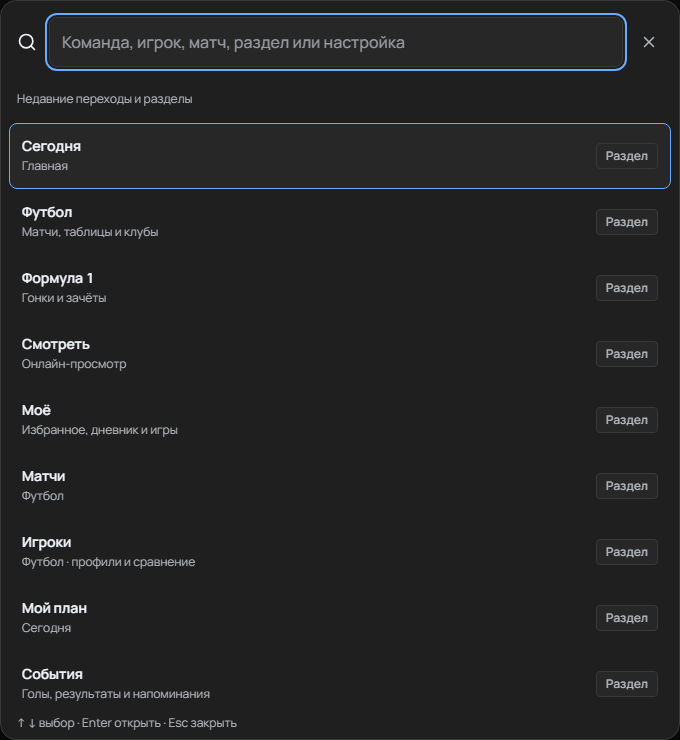 Команда, игрок, матч, раздел или настройка
Недавние переходы и разделы
Сегодня
Главная
Раздел
Футбол
Матчи, таблицы и клубы
Раздел
Формула 1
Гонки и зачёты
Раздел
Смотреть
Онлайн-просмотр
Раздел
Моё
Избранное, дневник и игры
Раздел
Матчи
Футбол
Раздел
Игроки
Футбол · профили и сравнение
Раздел
Мой план
Сегодня
Раздел
События
Голы, результаты и напоминания
Раздел
↑ ↓ выбор · Enter открыть · Esc закрыть